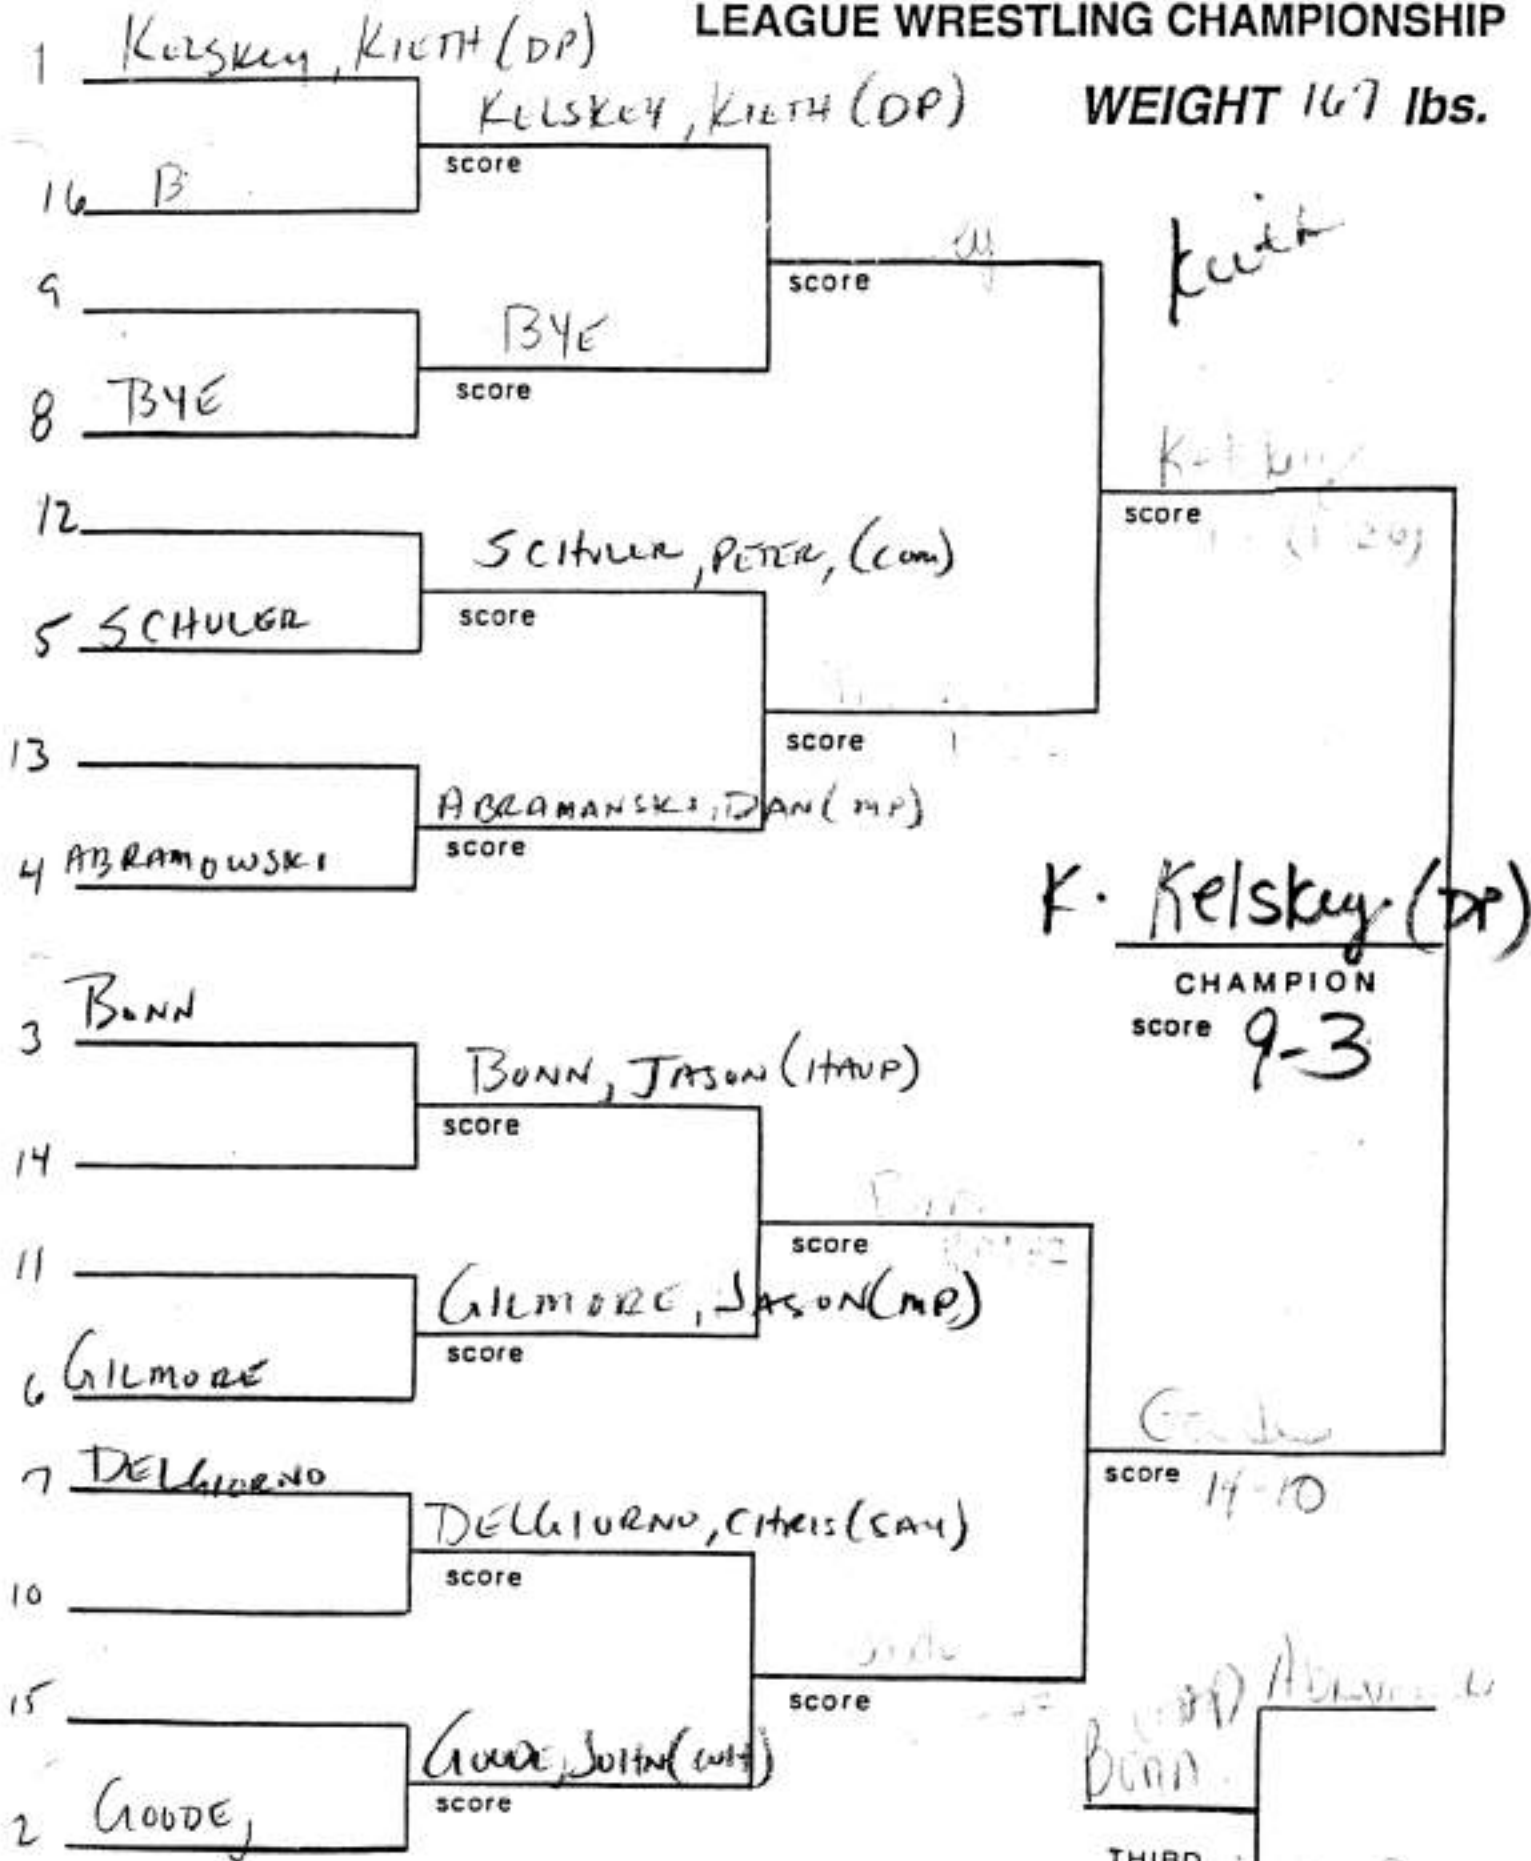 LEAGUE WRESTLING CHAMPIONSHIP
WEIGHT 167 lbs.
1 KELSKEY, KIETH (DP)
KELSKEY, KIETH (DP)
score
16 B
score
9
BYE
score
8 BYE
score
12
SCHULER, PETER, (COM)
score
5 SCHULER
score
13
ABRAMANSKI, DAN (MP)
score
4 ABRAMOWSKI
K. Kelskey. (DP)
CHAMPION
score 9-3
3 BONN
BONN, JASON (HAUP)
score
14
score
11
GILMORE, JASON (MP)
score
6 GILMORE
score 14-10
7 DELGIORNO
DELGIORNO, CHRIS (SAY)
score
10
score
15
GOODE, JOHN (WH)
score
2 GOODE,
Bonn
THIRD